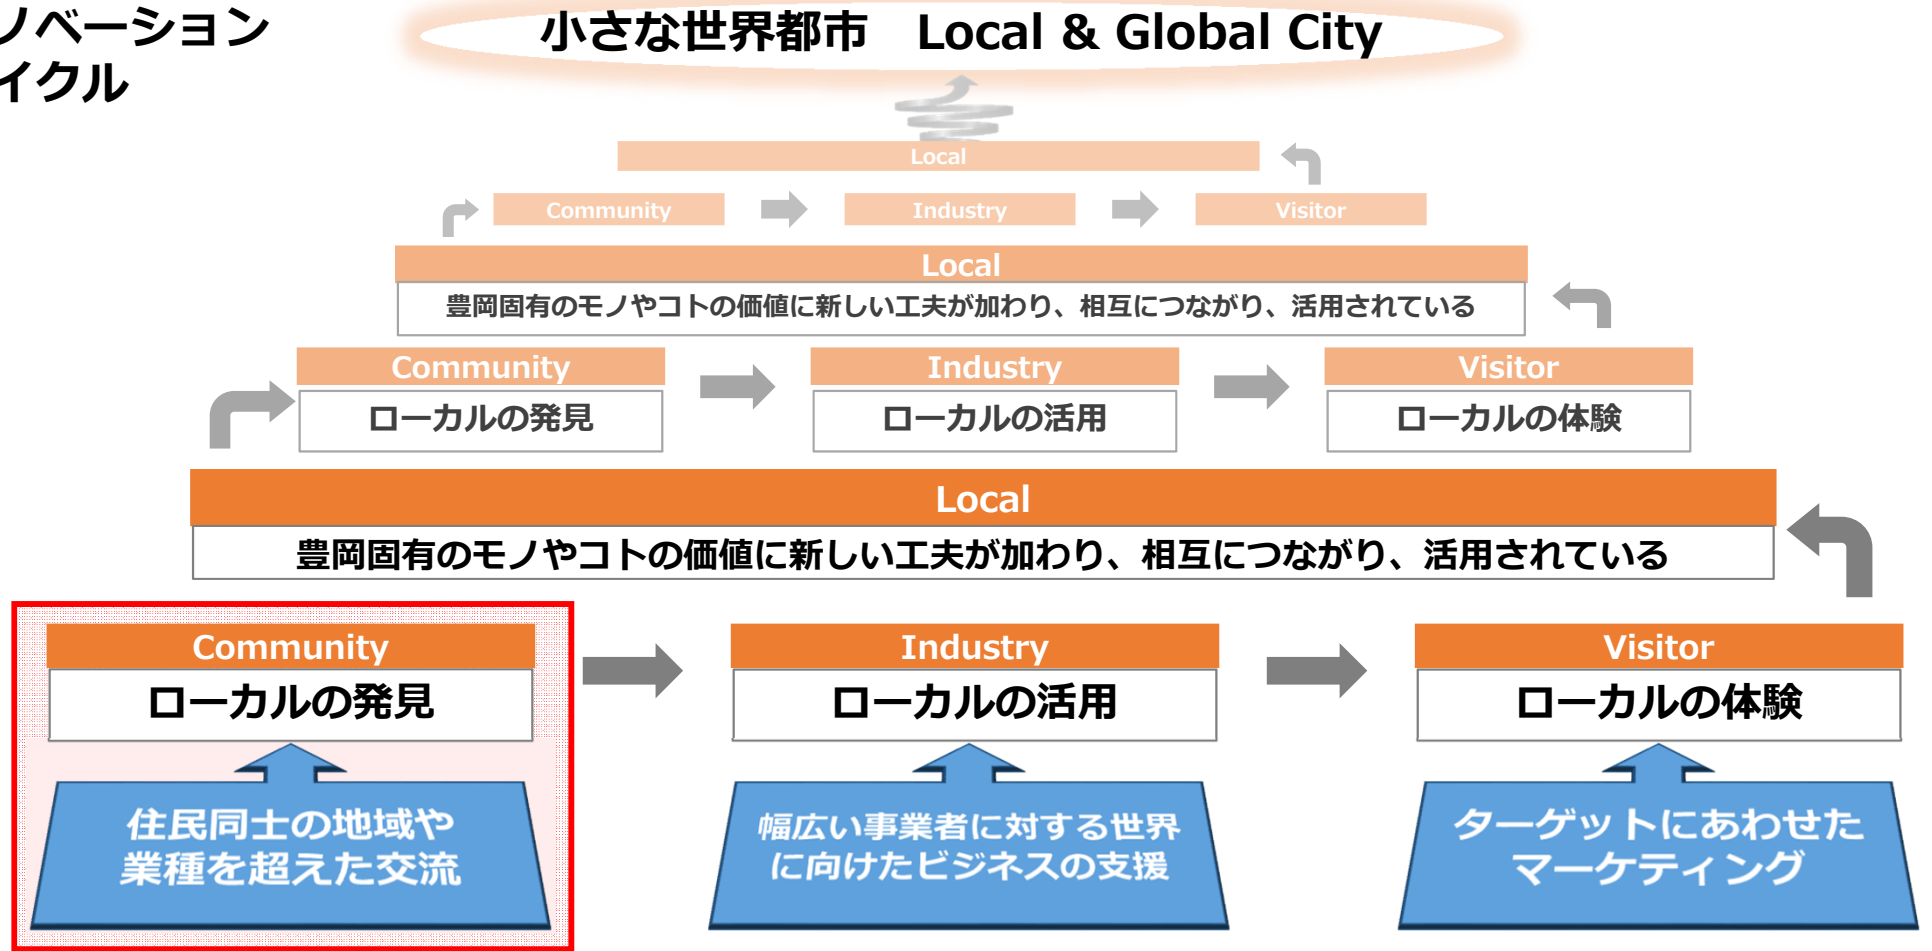 ノベーション
イクル
小さな世界都市　Local & Global City
Local
Community
Industry
Visitor
Local
豊岡固有のモノやコトの価値に新しい工夫が加わり、相互につながり、活用されている
Community
Industry
Visitor
ローカルの発見
ローカルの活用
ローカルの体験
Local
豊岡固有のモノやコトの価値に新しい工夫が加わり、相互につながり、活用されている
Community
Industry
Visitor
ローカルの発見
ローカルの活用
ローカルの体験
住民同士の地域や
業種を超えた交流
幅広い事業者に対する世界
に向けたビジネスの支援
ターゲットにあわせた
マーケティング